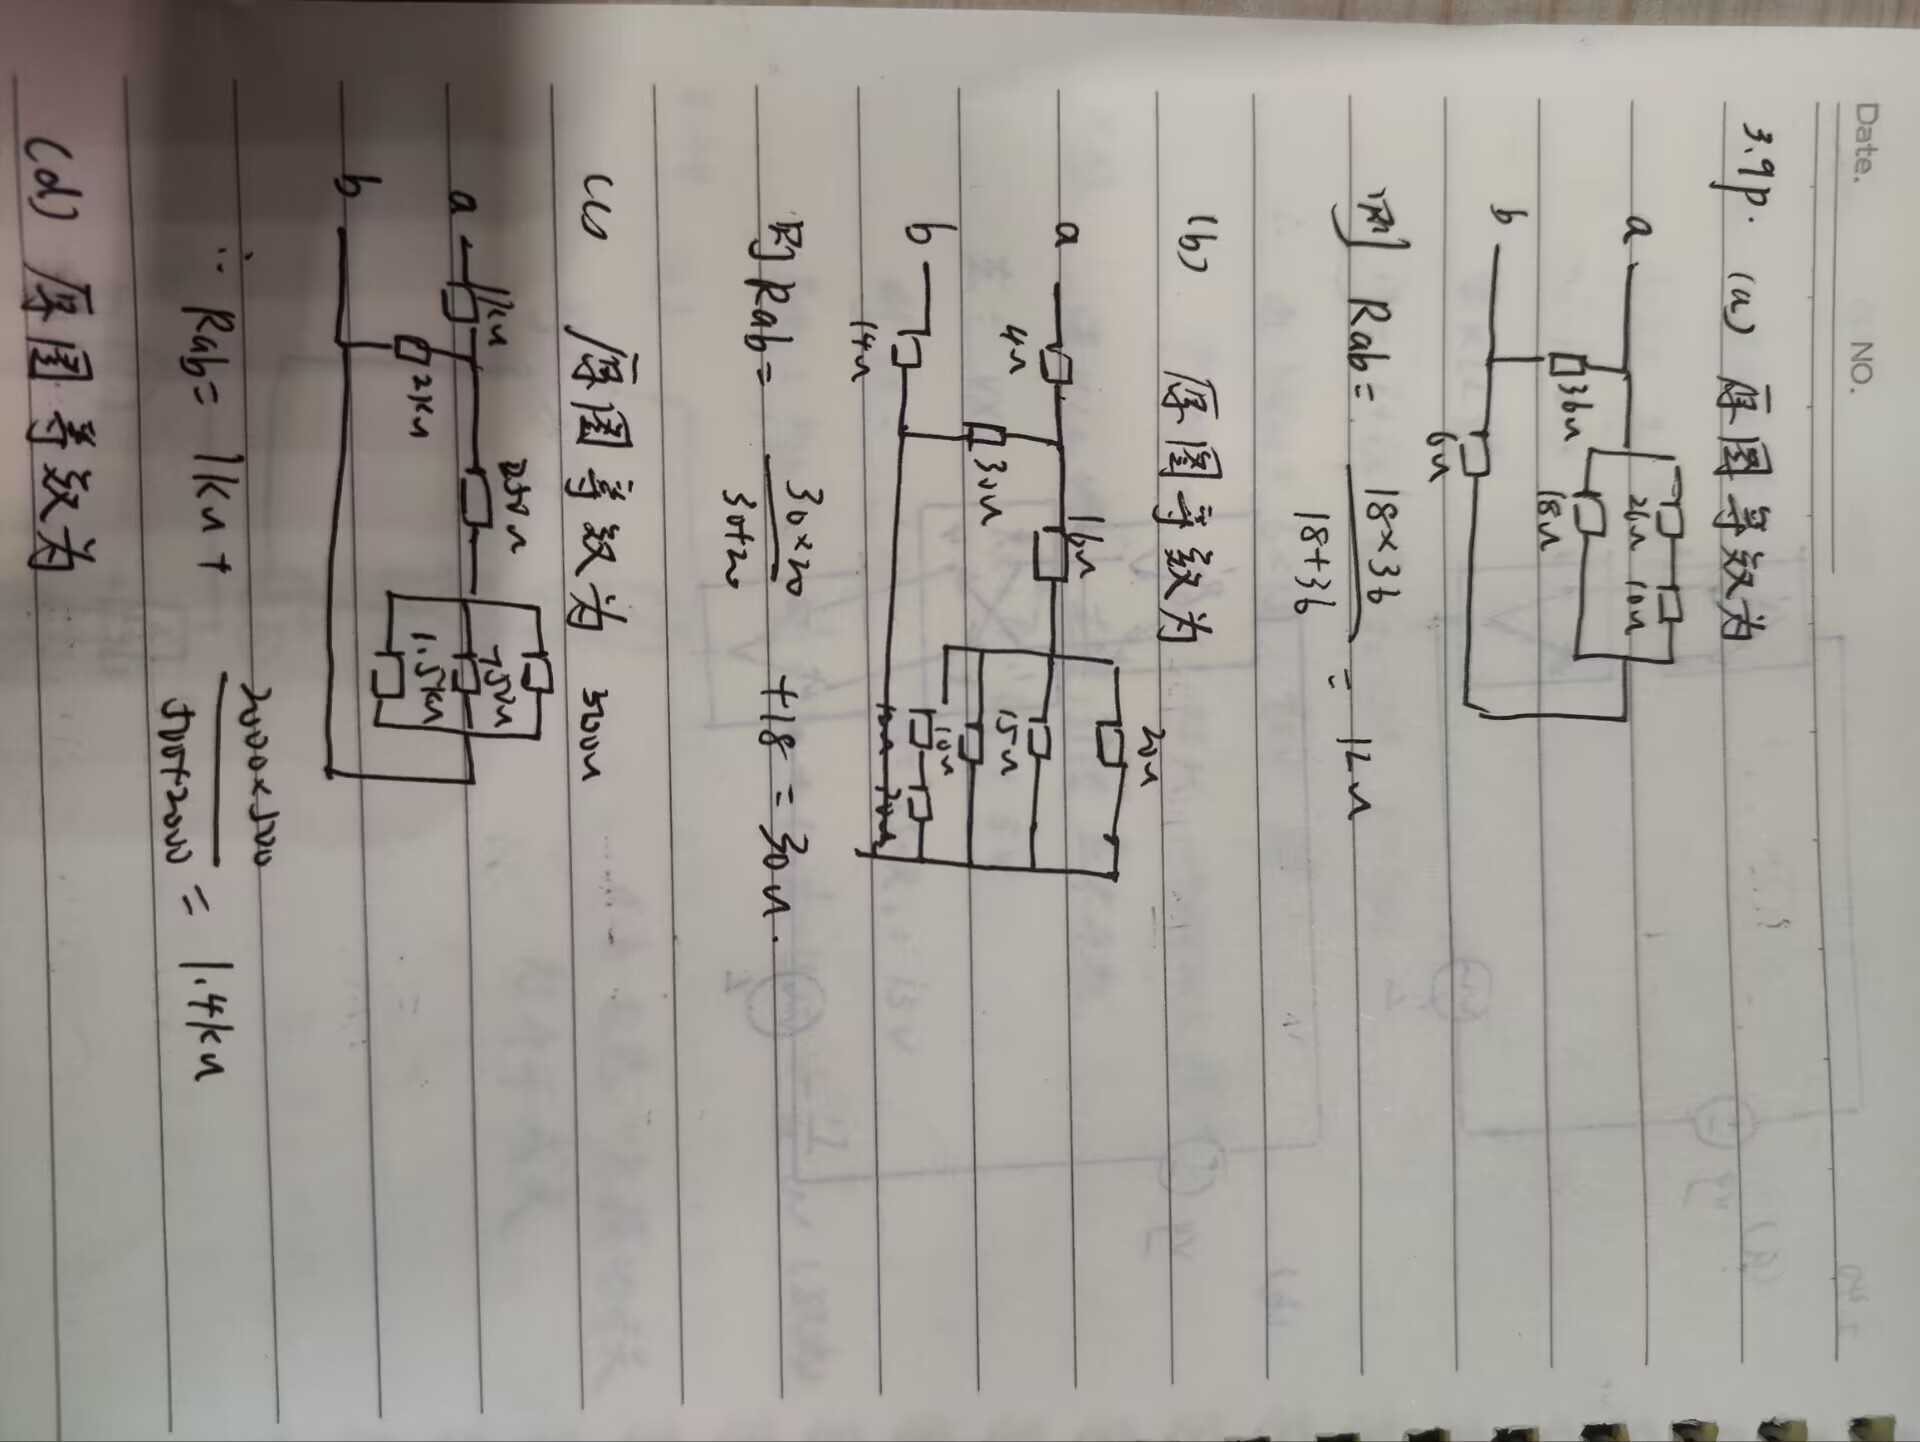 Date.
NO.
3.9p. (a) 原图等效为
a
26Ω 10Ω
18Ω
36Ω
b
6Ω
则 Rab = 18×36 / 18+36 = 12Ω
(b) 原图等效为
20Ω
a
4Ω
16Ω
15Ω
30Ω
10Ω
b
14Ω
则 Rab = 30×20 / 30+20 + 18 = 30Ω.
(c) 原图等效为
500Ω
a
1kΩ
250Ω
750Ω
2kΩ
1.5kΩ
b
∴ Rab = 1kΩ + 2000×500 / 500+2000 = 1.4kΩ
(d) 原图等效为